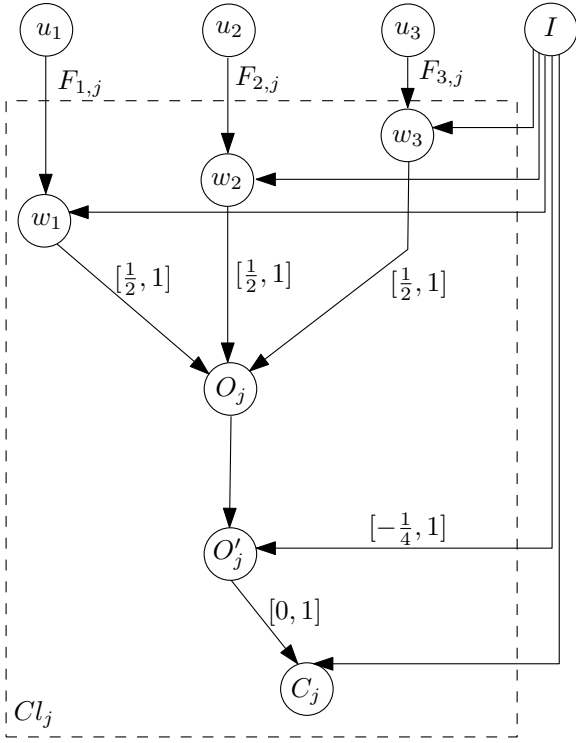 u₁ u₂ u₃ I
F₁,ⱼ F₂,ⱼ F₃,ⱼ
w₃
w₂
w₁
[½, 1] [½, 1] [½, 1]
Oⱼ
[-¼, 1]
O′ⱼ
[0, 1]
Cⱼ
Clⱼ